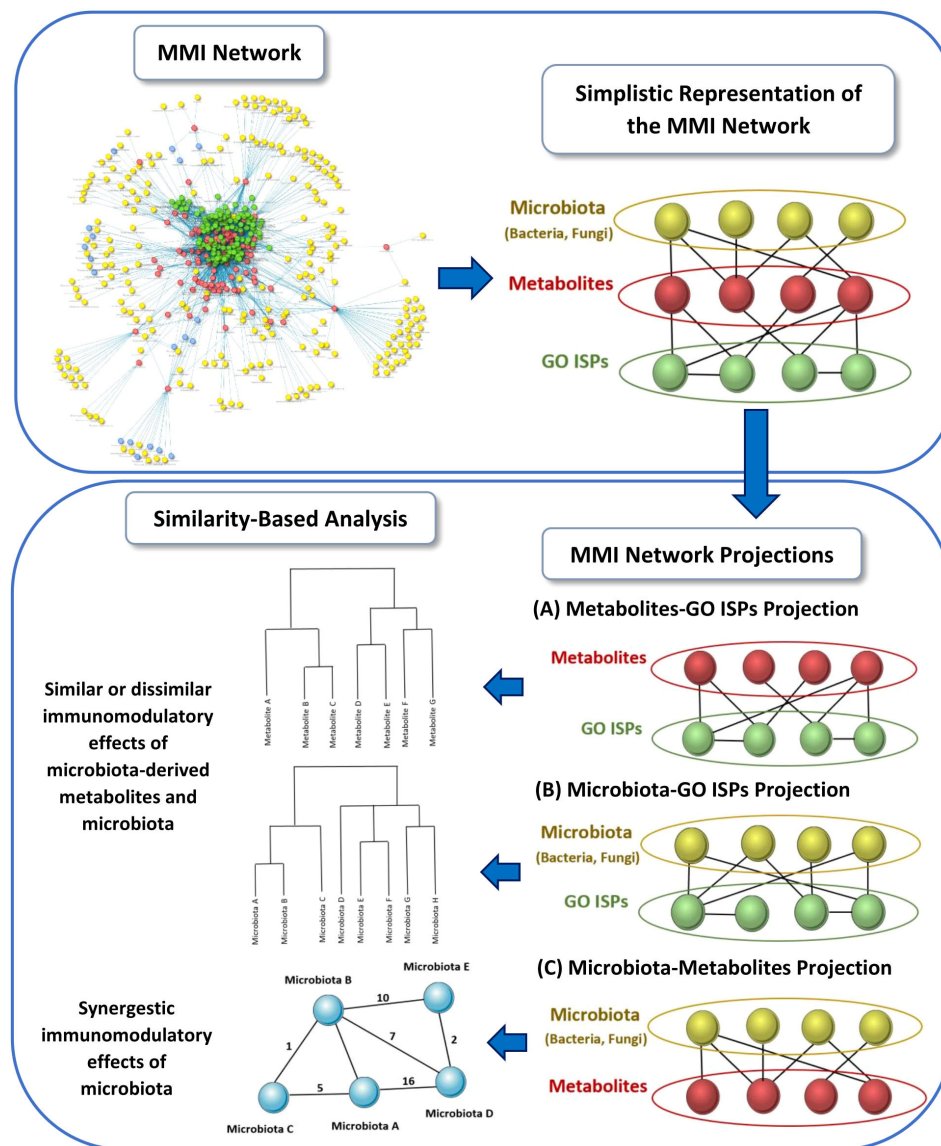 MMI Network
Simplistic Representation of
the MMI Network
Microbiota
(Bacteria, Fungi)
Metabolites
GO ISPs
Similarity-Based Analysis
MMI Network Projections
(A) Metabolites-GO ISPs Projection
Metabolites
GO ISPs
Similar or dissimilar
immunomodulatory
effects of
microbiota-derived
metabolites and
microbiota
Metabolite A
Metabolite B
Metabolite C
Metabolite D
Metabolite E
Metabolite F
Metabolite G
(B) Microbiota-GO ISPs Projection
Microbiota
(Bacteria, Fungi)
GO ISPs
Microbiota A
Microbiota B
Microbiota C
Microbiota D
Microbiota E
Microbiota F
Microbiota G
Microbiota H
(C) Microbiota-Metabolites Projection
Microbiota
(Bacteria, Fungi)
Metabolites
Synergestic
immunomodulatory
effects of
microbiota
Microbiota B
Microbiota E
10
1
7
2
5
16
Microbiota C
Microbiota A
Microbiota D